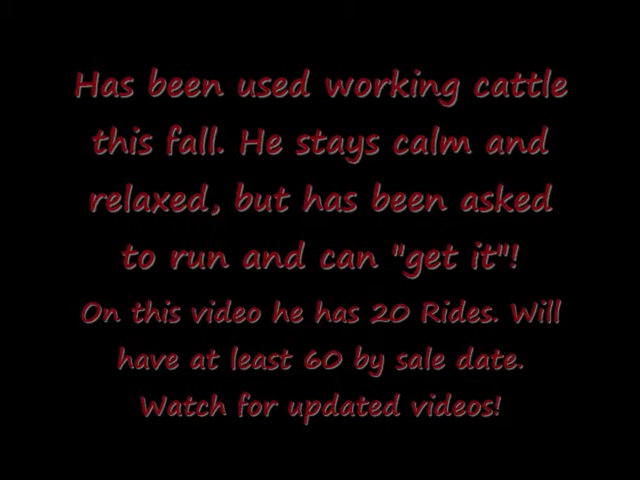 Has been used working cattle
this fall. He stays calm and
relaxed, but has been asked
to run and can "get it"!
On this video he has 20 Rides. Will
have at least 60 by sale date.
Watch for updated videos!